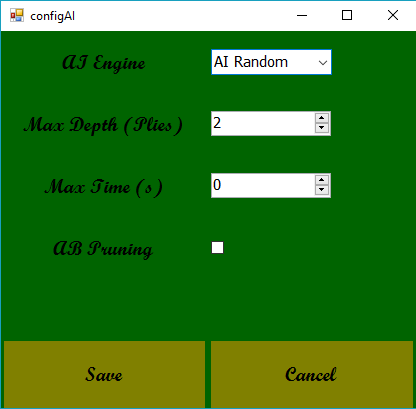 configAI
AI Engine AI Random
Max Depth (Plies) 2
Max Time (s) 0
AB Pruning
Save Cancel